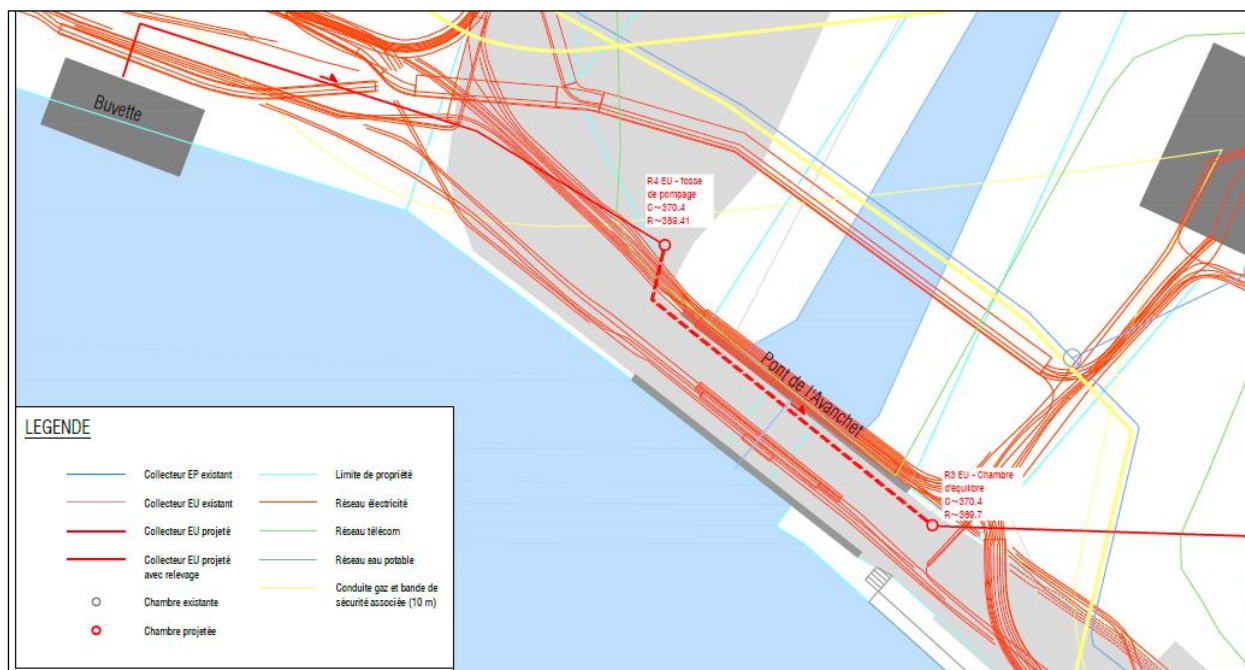 Buvette
R4 EU - fosse
de pompage
C~370.4
R~369.41
Pont de l'Avanchet
R3 EU - Chambre
d'équilibre
C~370.4
R~369.7
LEGENDE
Collecteur EP existant
Collecteur EU existant
Collecteur EU projeté
Collecteur EU projeté
avec relevage
Chambre existante
Chambre projetée
Limite de propriété
Réseau électricité
Réseau télécom
Réseau eau potable
Conduite gaz et bande de
sécurité associée (10 m)